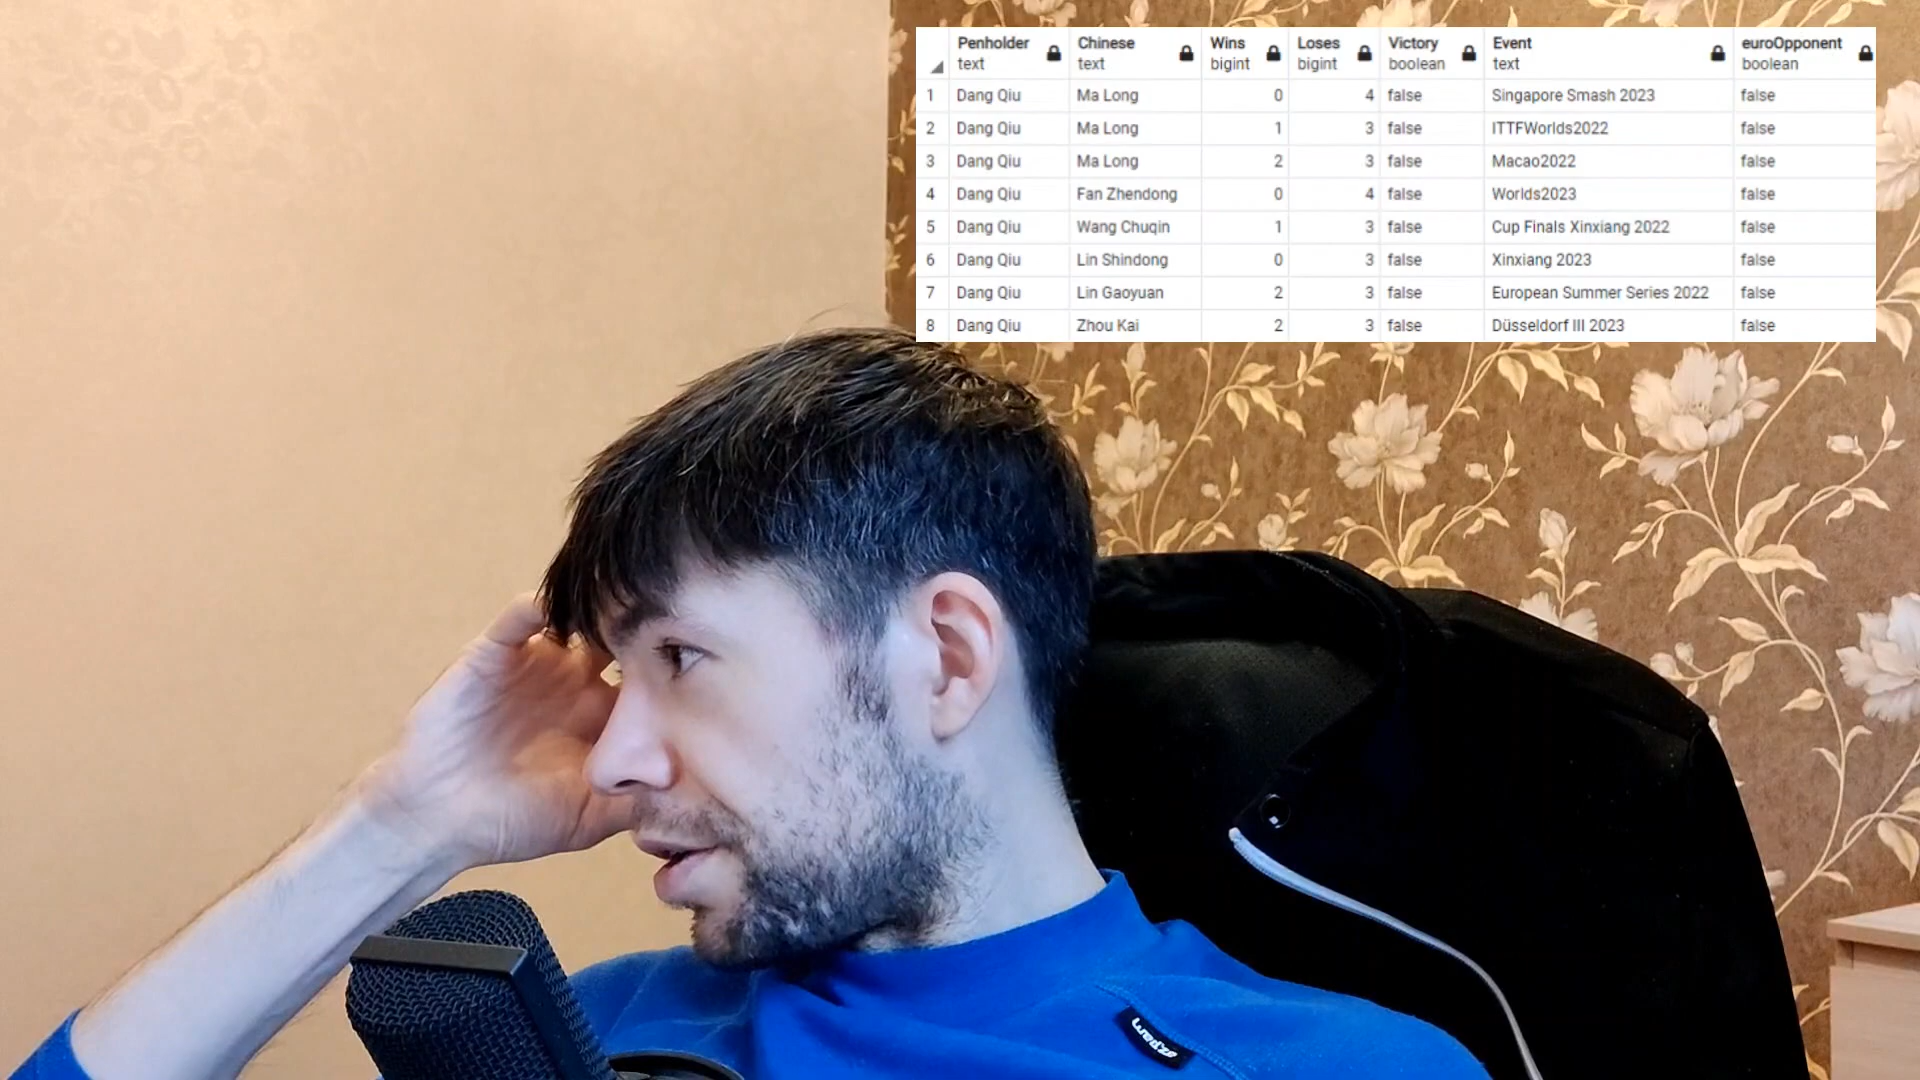 Penholder Chinese Wins Loses Victory Event euroOpponent
text text bigint bigint boolean text boolean
1 Dang Qiu Ma Long 0 4 false Singapore Smash 2023 false
2 Dang Qiu Ma Long 1 3 false ITTFWorlds2022 false
3 Dang Qiu Ma Long 2 3 false Macao2022 false
4 Dang Qiu Fan Zhendong 0 4 false Worlds2023 false
5 Dang Qiu Wang Chuqin 1 3 false Cup Finals Xinxiang 2022 false
6 Dang Qiu Lin Shindong 0 3 false Xinxiang 2023 false
7 Dang Qiu Lin Gaoyuan 2 3 false European Summer Series 2022 false
8 Dang Qiu Zhou Kai 2 3 false Düsseldorf III 2023 false